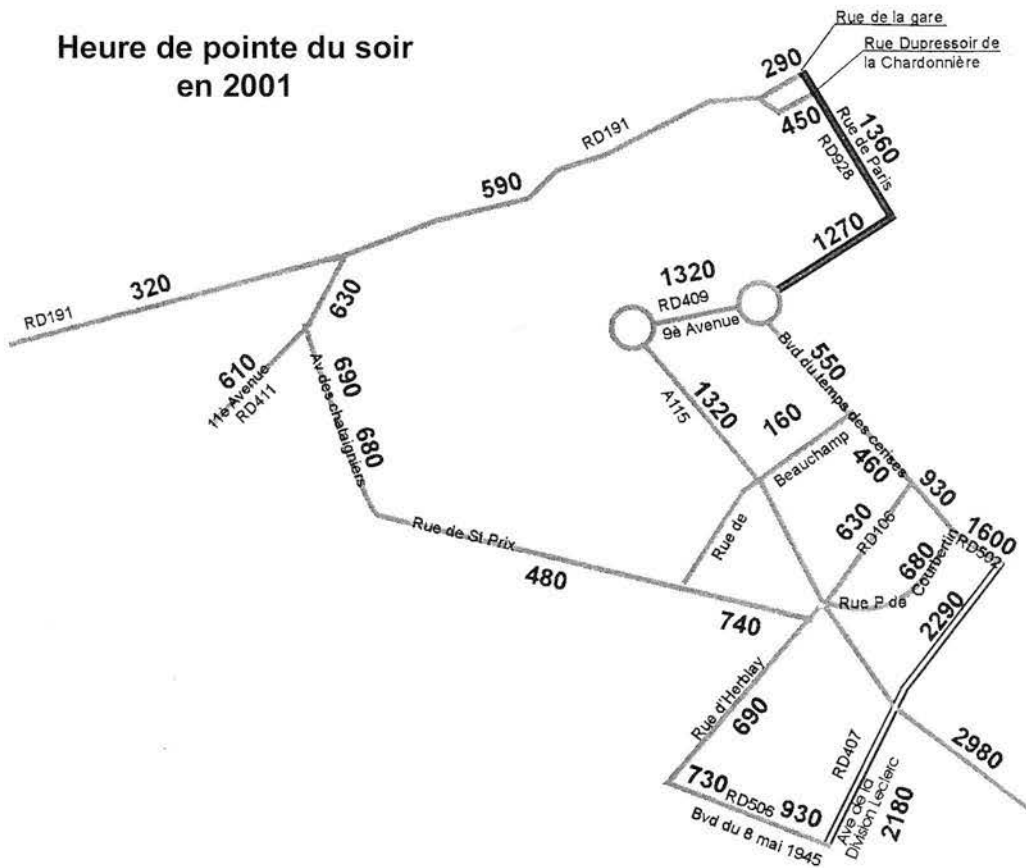 Heure de pointe du soir
en 2001
Rue de la gare
Rue Dupressoir de
la Chardonnière
290
450
1360
Rue de Paris
RD928
RD191
590
1270
320
RD191
630
1320
RD409
9è Avenue
610
11è Avenue
RD411
690
Av des chataigniers
680
A115
1320
550
Bvd du temps des cerises
160
Beauchamp
460
930
Rue de
630
RD106
1600
RD502
680
Rue P de
Courbentin
Rue de St Prix
480
740
2290
Rue d'Herblay
690
RD407
2980
730
RD506
930
Bvd du 8 mai 1945
Ave de la
Division Leclerc
2180